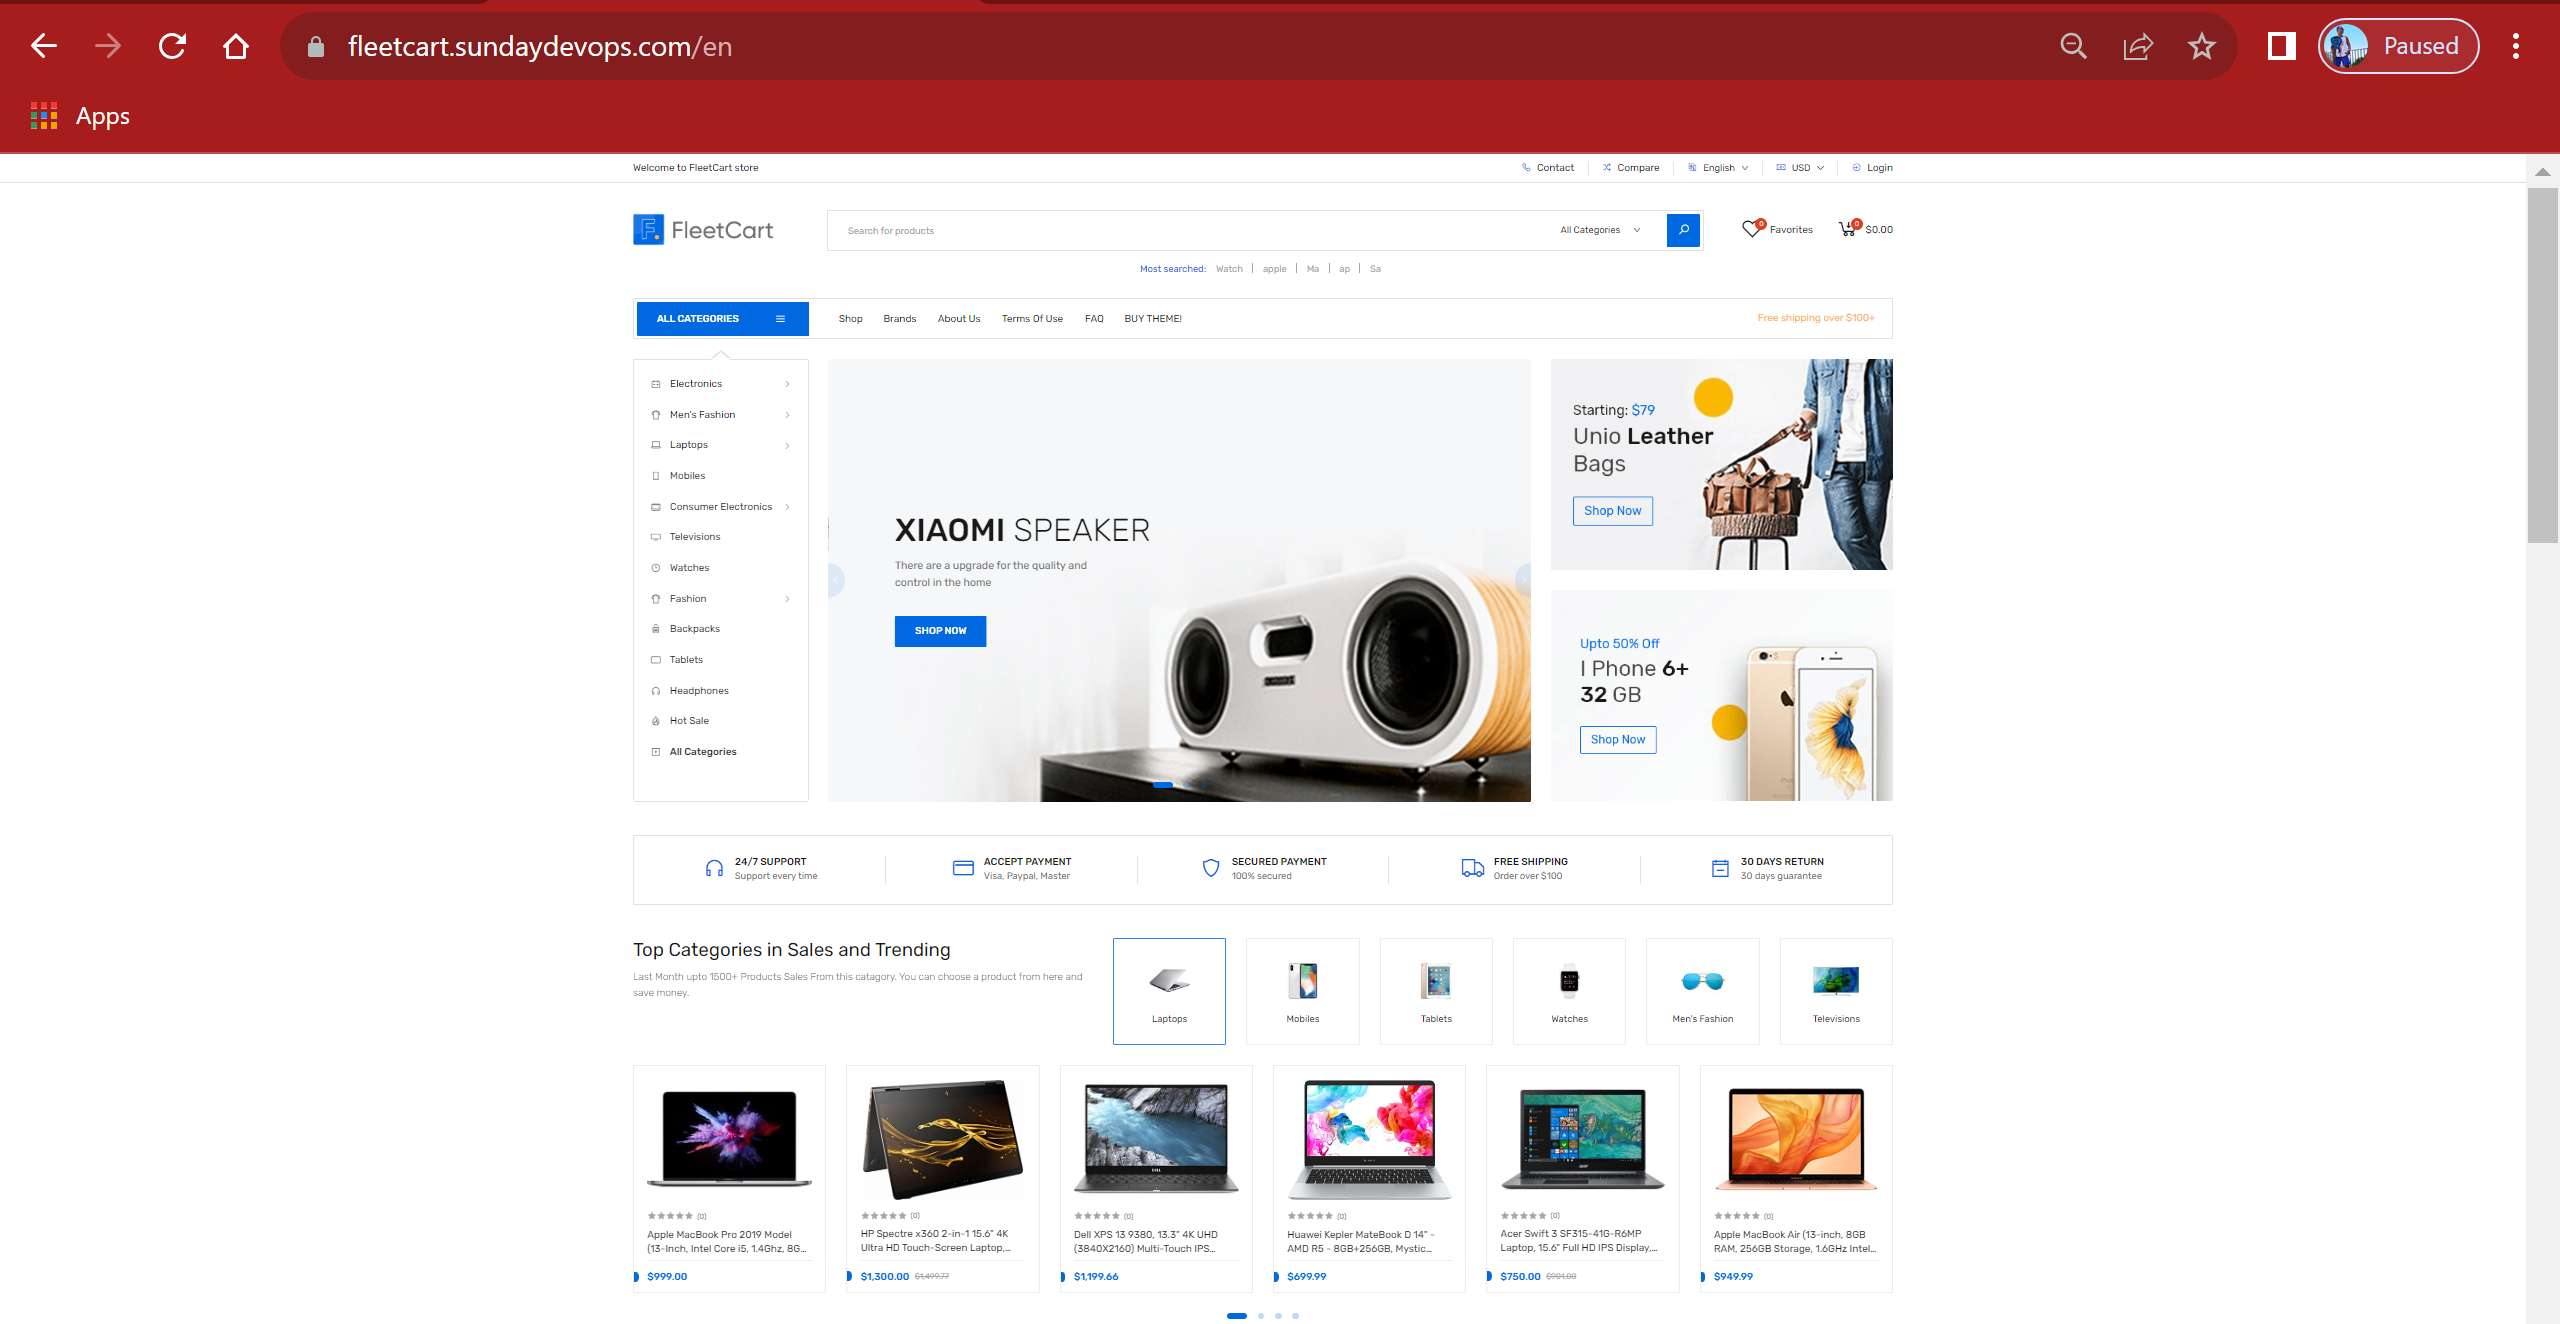 fleetcart.sundaydevops.com/en
Paused
Apps
Welcome to FleetCart store
Contact
Compare
English
USD
Login
FleetCart
Search for products
All Categories
0
Favorites
0
$0.00
Most searched: Watch apple Ma ap Sa
ALL CATEGORIES
Shop
Brands
About Us
Terms Of Use
FAQ
BUY THEME!
Free shipping over $100+
Electronics
Men's Fashion
Laptops
Mobiles
Consumer Electronics
Televisions
Watches
Fashion
Backpacks
Tablets
Headphones
Hot Sale
All Categories
XIAOMI SPEAKER
There are a upgrade for the quality and
control in the home
SHOP NOW
Starting: $79
Unio Leather
Bags
Shop Now
Upto 50% Off
I Phone 6+
32 GB
Shop Now
24/7 SUPPORT
Support every time
ACCEPT PAYMENT
Visa, Paypal, Master
SECURED PAYMENT
100% secured
FREE SHIPPING
Order over $100
30 DAYS RETURN
30 days guarantee
Top Categories in Sales and Trending
Last Month upto 1500+ Products Sales From this catagory. You can choose a product from here and
save money.
Laptops
Mobiles
Tablets
Watches
Men's Fashion
Televisions
(0)
Apple MacBook Pro 2019 Model
(13-Inch, Intel Core i5, 1.4Ghz, 8G...
$999.00
(0)
HP Spectre x360 2-in-1 15.6" 4K
Ultra HD Touch-Screen Laptop,...
$1,300.00 $1,499.77
DELL
(0)
Dell XPS 13 9380, 13.3" 4K UHD
(3840X2160) Multi-Touch IPS...
$1,199.66
(0)
Huawei Kepler MateBook D 14" -
AMD R5 - 8GB+256GB, Mystic...
$699.99
acer
(0)
Acer Swift 3 SF315-41G-R6MP
Laptop, 15.6" Full HD IPS Display,...
$750.00 $901.00
(0)
Apple MacBook Air (13-inch, 8GB
RAM, 256GB Storage, 1.6GHz Intel...
$949.99